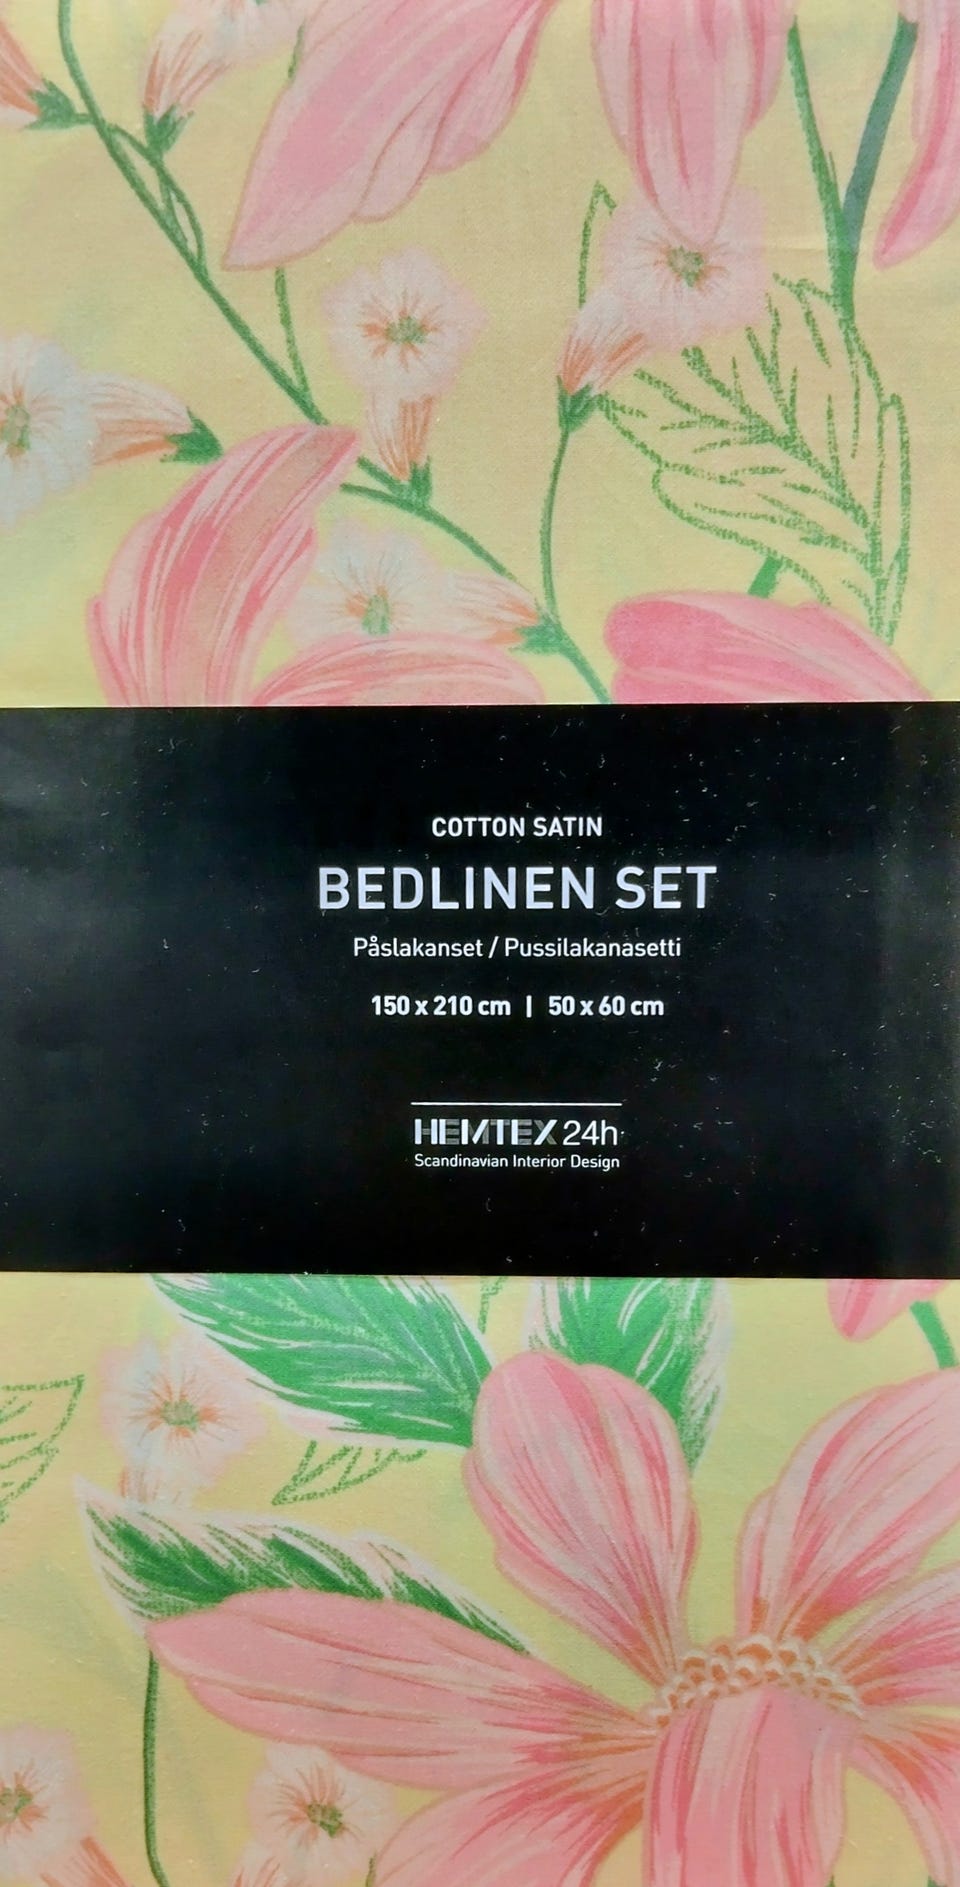 COTTON SATIN
BEDLINEN SET
Påslakanset / Pussilakanasetti
150 x 210 cm | 50 x 60 cm
HEMTEX 24h
Scandinavian Interior Design